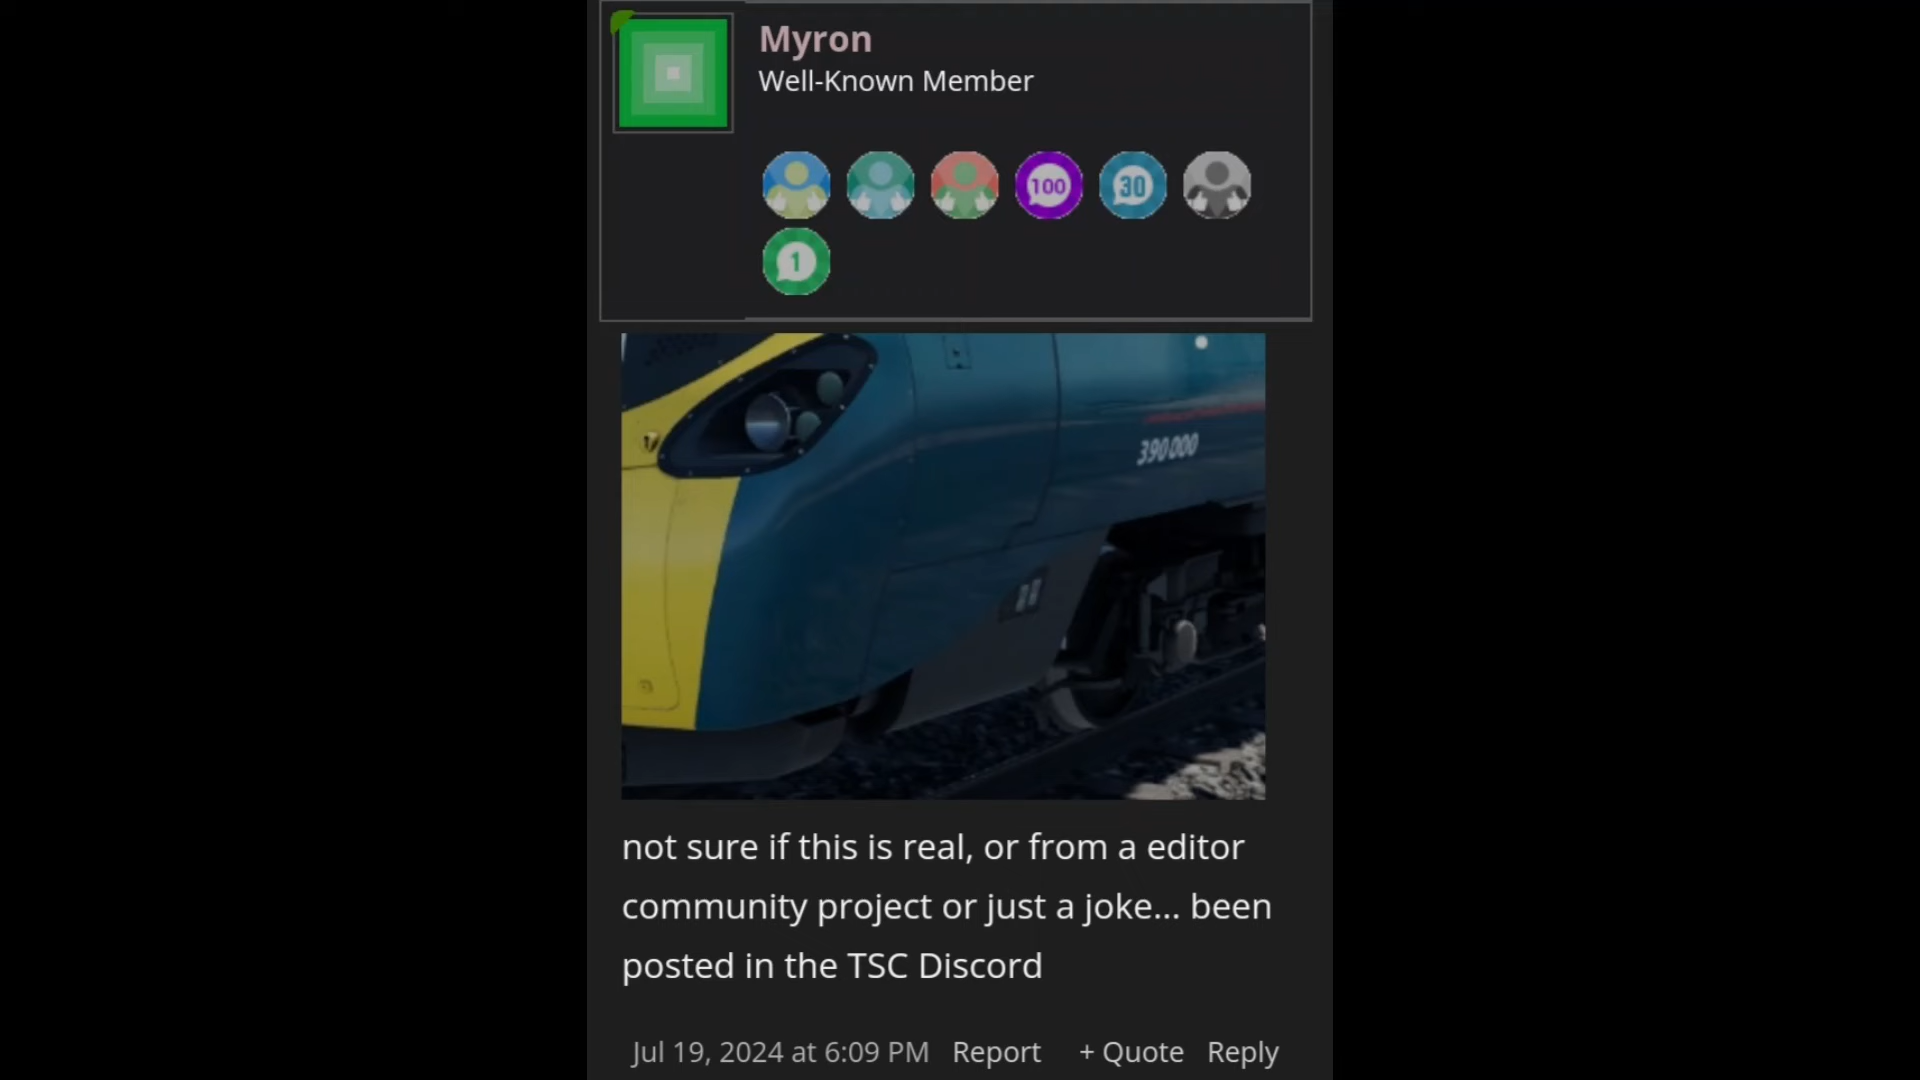 Myron
Well-Known Member
100
30
1
390000
not sure if this is real, or from a editor
community project or just a joke... been
posted in the TSC Discord
Jul 19, 2024 at 6:09 PM Report + Quote Reply